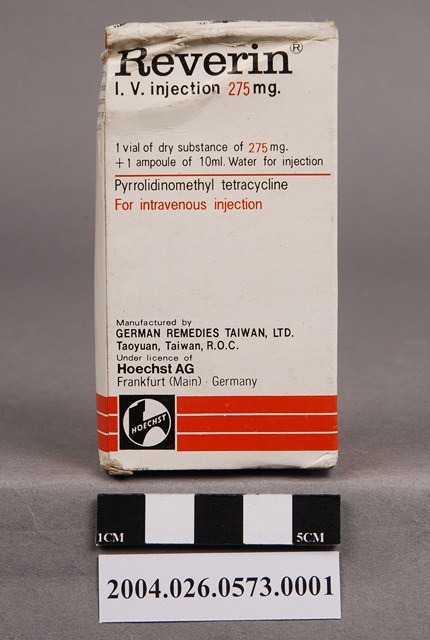 Reverin®
I. V. injection 275 mg.
1 vial of dry substance of 275 mg.
+ 1 ampoule of 10ml. Water for injection
Pyrrolidinomethyl tetracycline
For intravenous injection
Manufactured by
GERMAN REMEDIES TAIWAN, LTD.
Taoyuan, Taiwan, R.O.C.
Under licence of
Hoechst AG
Frankfurt (Main) · Germany
HOECHST
1CM 5CM
2004.026.0573.0001